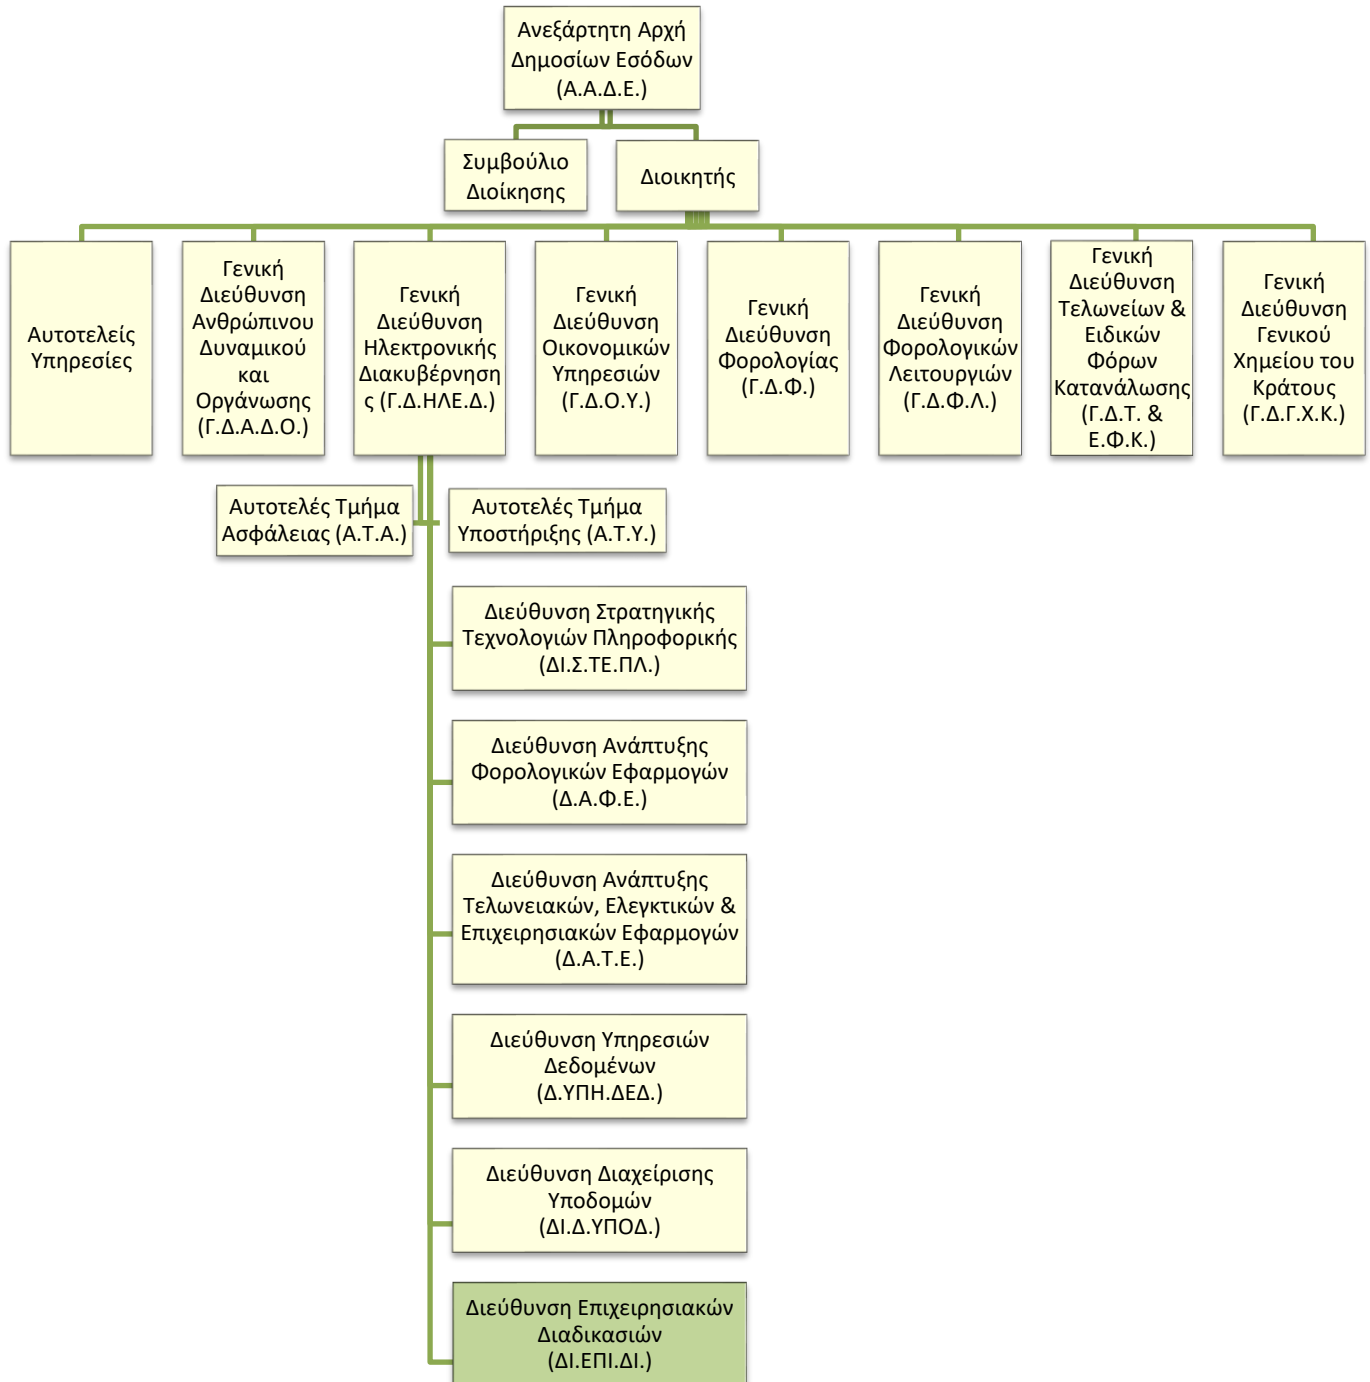 Ανεξάρτητη Αρχή
Δημοσίων Εσόδων
(Α.Α.Δ.Ε.)
Συμβούλιο
Διοίκησης
Διοικητής
Αυτοτελείς
Υπηρεσίες
Γενική
Διεύθυνση
Ανθρώπινου
Δυναμικού
και
Οργάνωσης
(Γ.Δ.Α.Δ.Ο.)
Γενική
Διεύθυνση
Ηλεκτρονικής
Διακυβέρνηση
ς (Γ.Δ.ΗΛΕ.Δ.)
Γενική
Διεύθυνση
Οικονομικών
Υπηρεσιών
(Γ.Δ.Ο.Υ.)
Γενική
Διεύθυνση
Φορολογίας
(Γ.Δ.Φ.)
Γενική
Διεύθυνση
Φορολογικών
Λειτουργιών
(Γ.Δ.Φ.Λ.)
Γενική
Διεύθυνση
Τελωνείων &
Ειδικών
Φόρων
Κατανάλωσης
(Γ.Δ.Τ. &
Ε.Φ.Κ.)
Γενική
Διεύθυνση
Γενικού
Χημείου του
Κράτους
(Γ.Δ.Γ.Χ.Κ.)
Αυτοτελές Τμήμα
Ασφάλειας (Α.Τ.Α.)
Αυτοτελές Τμήμα
Υποστήριξης (Α.Τ.Υ.)
Διεύθυνση Στρατηγικής
Τεχνολογιών Πληροφορικής
(ΔΙ.Σ.ΤΕ.ΠΛ.)
Διεύθυνση Ανάπτυξης
Φορολογικών Εφαρμογών
(Δ.Α.Φ.Ε.)
Διεύθυνση Ανάπτυξης
Τελωνειακών, Ελεγκτικών &
Επιχειρησιακών Εφαρμογών
(Δ.Α.Τ.Ε.)
Διεύθυνση Υπηρεσιών
Δεδομένων
(Δ.ΥΠΗ.ΔΕΔ.)
Διεύθυνση Διαχείρισης
Υποδομών
(ΔΙ.Δ.ΥΠΟΔ.)
Διεύθυνση Επιχειρησιακών
Διαδικασιών
(ΔΙ.ΕΠΙ.ΔΙ.)